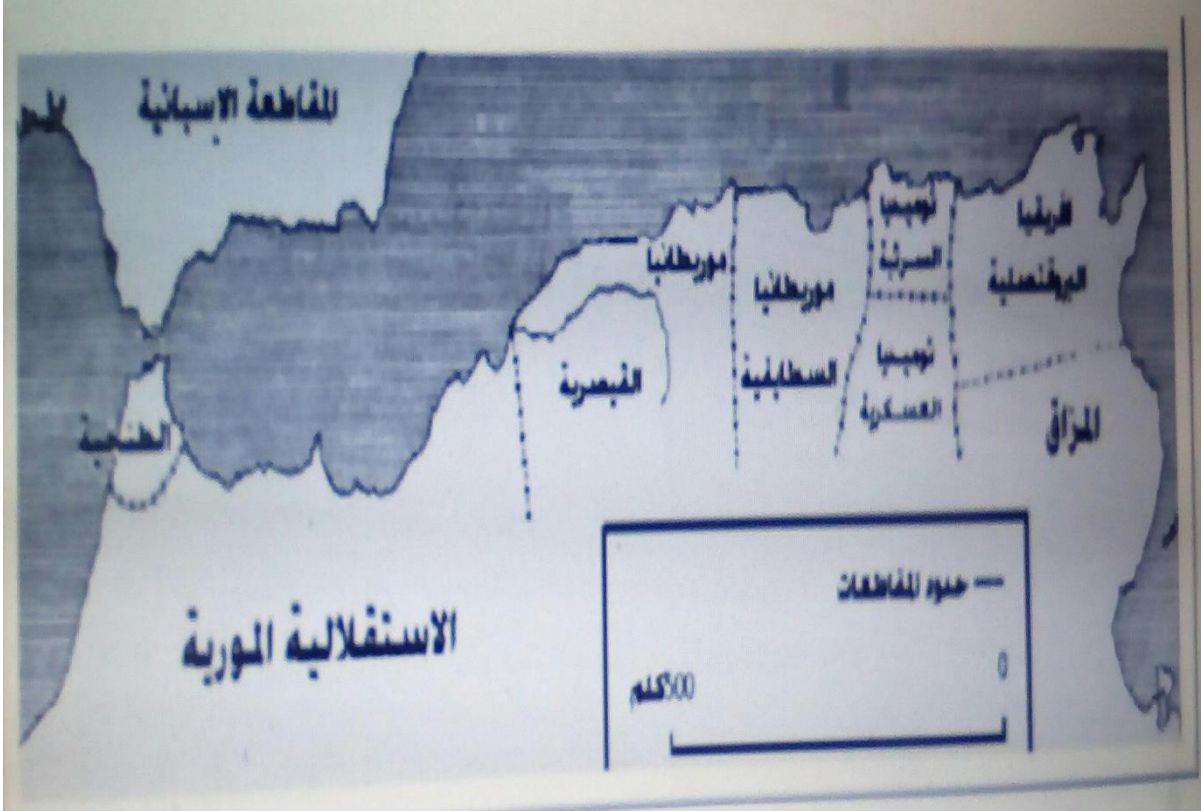 المقاطعة الإسبانية
نوميديا
السرتية
افريقيا
البروقنصلية
موريطانيا
القيصرية
موريطانيا
السطايفية
نوميديا
العسكرية
المزاق
الطنجية
الاستقلالية المورية
حدود المقاطعات
0
500كلم